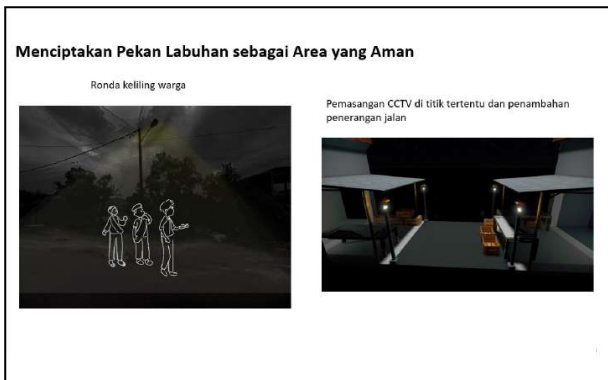 Menciptakan Pekan Labuhan sebagai Area yang Aman
Ronda keliling warga
Pemasangan CCTV di titik tertentu dan penambahan
penerangan jalan